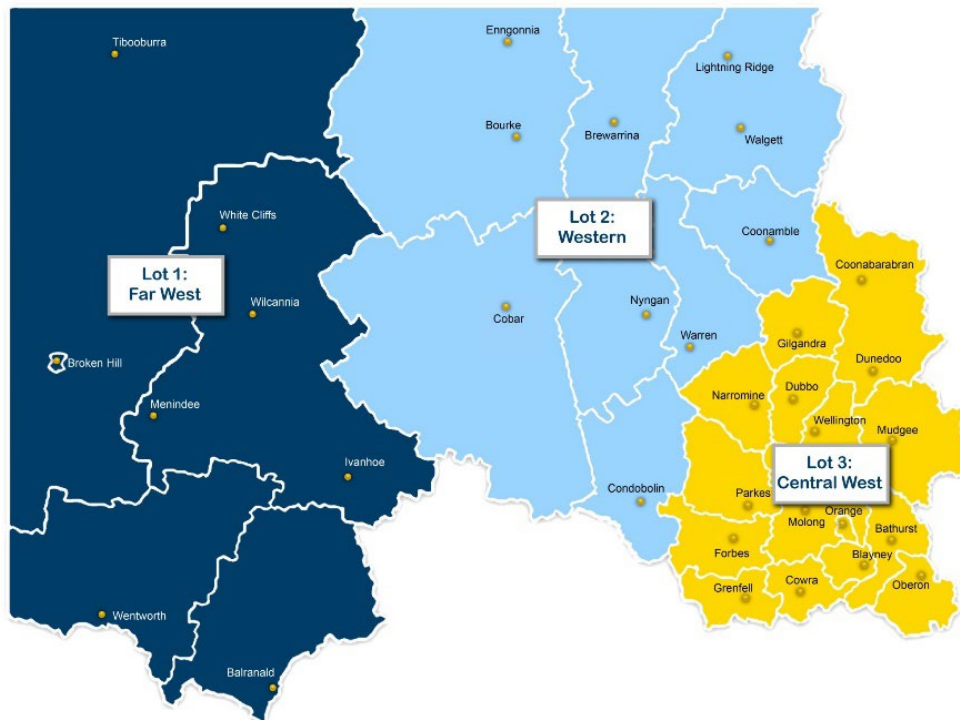 Tibooburra
Enngonnia
Lightning Ridge
Bourke
Brewarrina
Walgett
White Cliffs
Lot 2:
Western
Coonamble
Coonabarabran
Lot 1:
Far West
Wilcannia
Cobar
Nyngan
Warren
Gilgandra
Broken Hill
Dunedoo
Menindee
Narromine
Dubbo
Wellington
Mudgee
Ivanhoe
Lot 3:
Central West
Condobolin
Parkes
Molong
Orange
Bathurst
Forbes
Blayney
Grenfell
Cowra
Oberon
Wentworth
Balranald